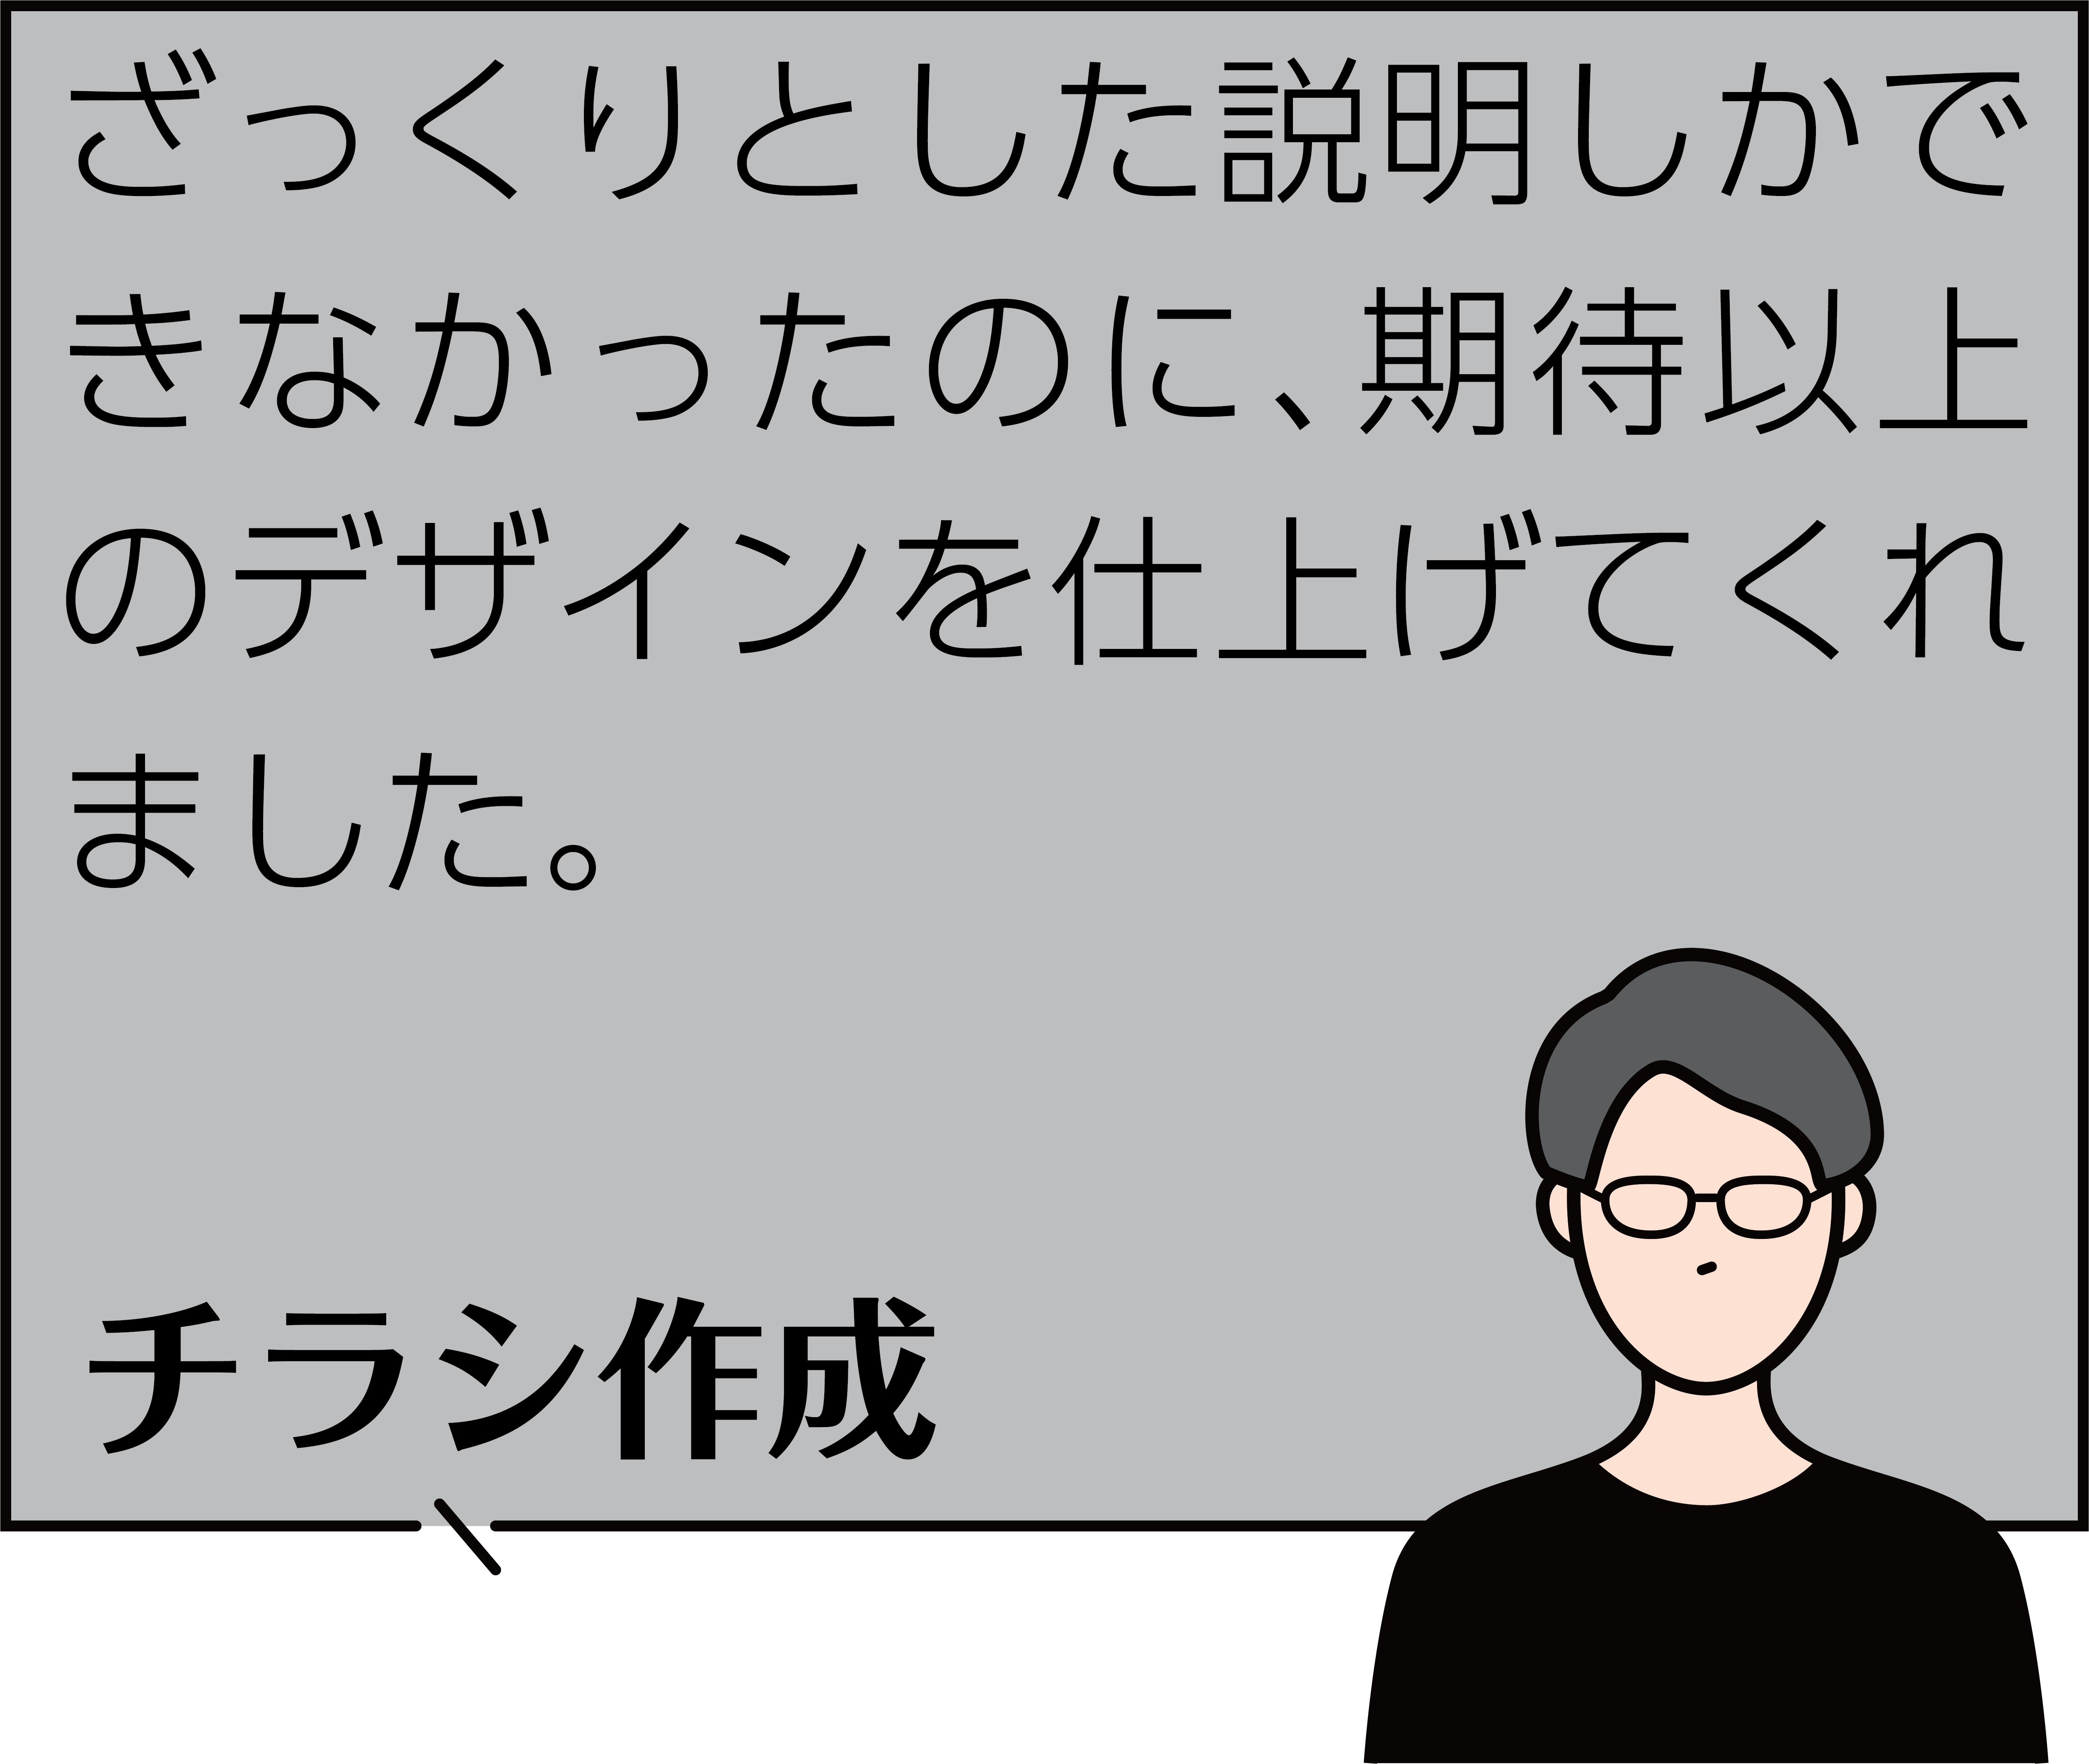 ざっくりとした説明しかで
きなかったのに、期待以上
のデザインを仕上げてくれ
ました。
チラシ作成